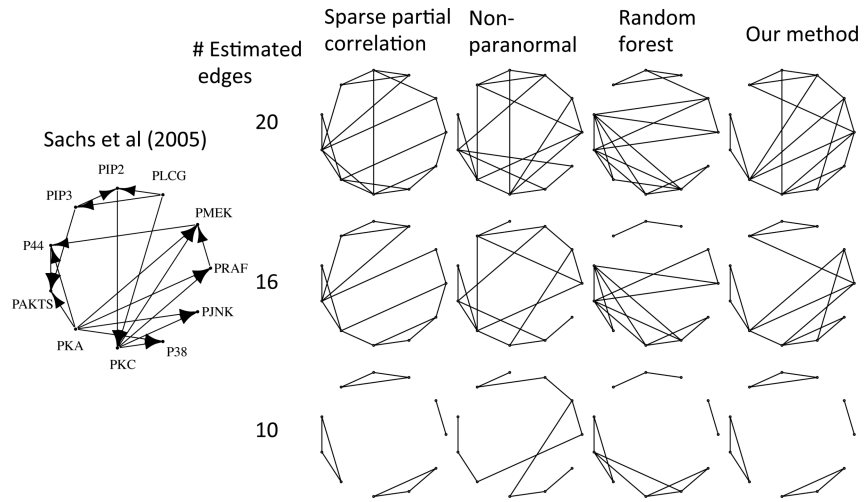 Sparse partial
correlation
Non-
paranormal
Random
forest
Our method
# Estimated
edges
20
Sachs et al (2005)
PIP2
PLCG
PIP3
PMEK
P44
PRAF
16
PAKTS
PJNK
PKA
P38
PKC
10